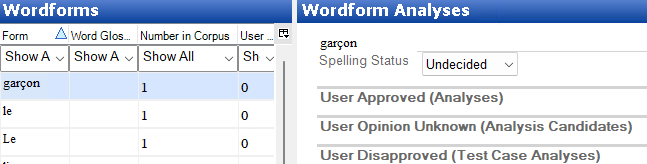 Wordforms
Form Word Glos... Number in Corpus User ...
Show A Show A Show All Sh
garçon 1 0
le 1 0
Le 1 0
Wordform Analyses
garçon
Spelling Status Undecided
User Approved (Analyses)
User Opinion Unknown (Analysis Candidates)
User Disapproved (Test Case Analyses)